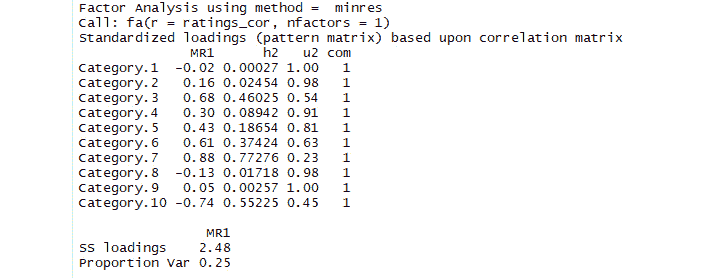 Factor Analysis using method =  minres
Call: fa(r = ratings_cor, nfactors = 1)
Standardized loadings (pattern matrix) based upon correlation matrix
              MR1      h2   u2 com
Category.1  -0.02 0.00027 1.00   1
Category.2   0.16 0.02454 0.98   1
Category.3   0.68 0.46025 0.54   1
Category.4   0.30 0.08942 0.91   1
Category.5   0.43 0.18654 0.81   1
Category.6   0.61 0.37424 0.63   1
Category.7   0.88 0.77276 0.23   1
Category.8  -0.13 0.01718 0.98   1
Category.9   0.05 0.00257 1.00   1
Category.10 -0.74 0.55225 0.45   1
                MR1
SS loadings    2.48
Proportion Var 0.25